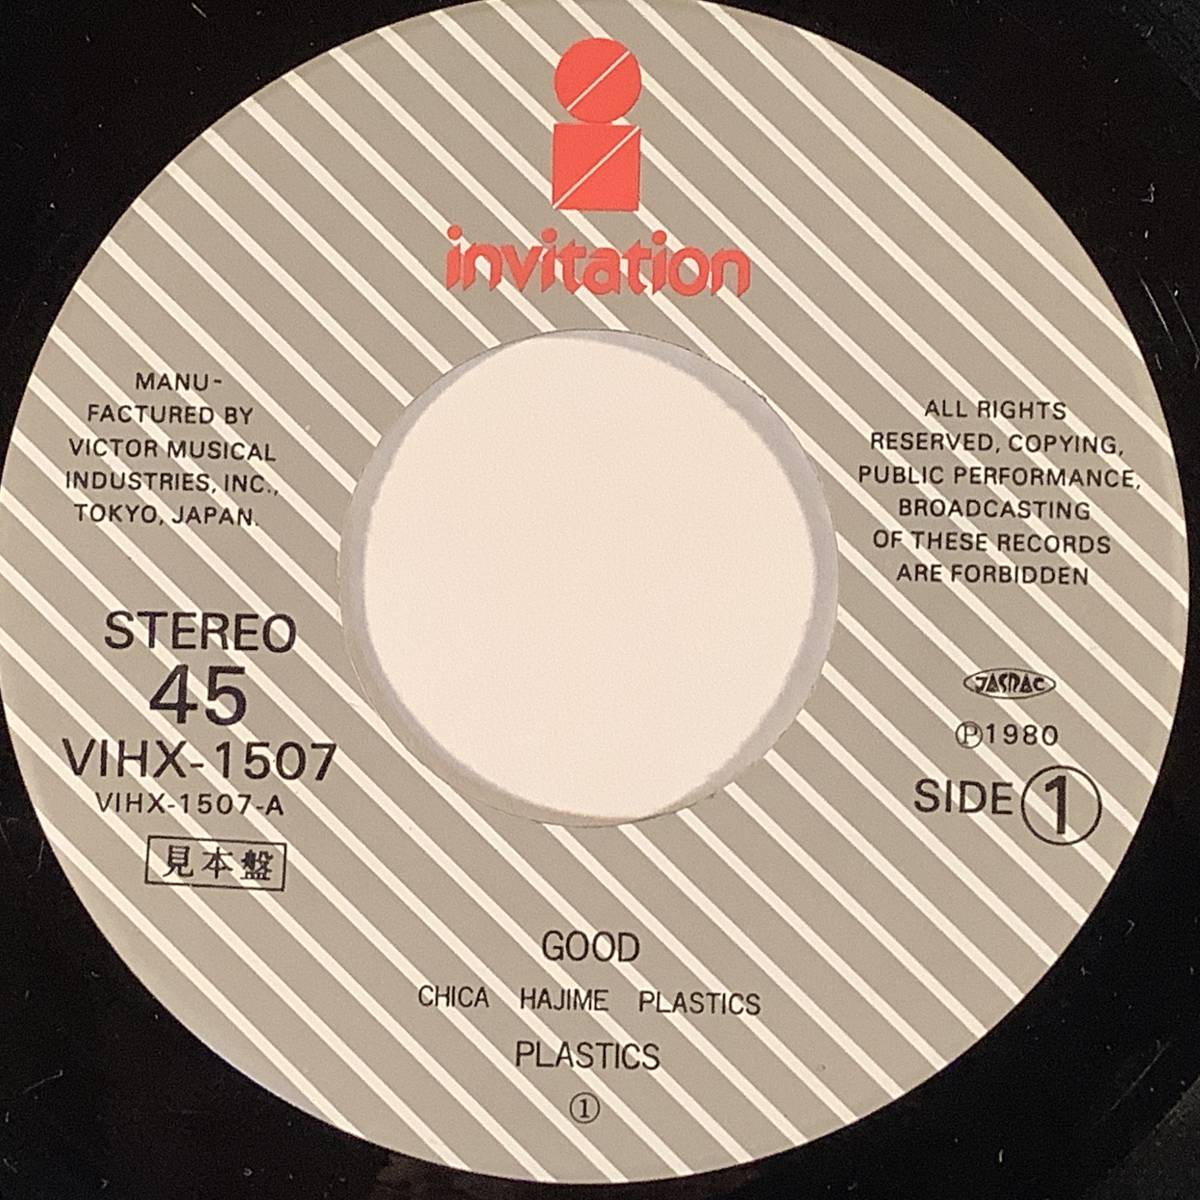 invitation
MANU-
FACTURED BY
VICTOR MUSICAL
INDUSTRIES, INC.,
TOKYO, JAPAN.
ALL RIGHTS
RESERVED, COPYING,
PUBLIC PERFORMANCE,
BROADCASTING
OF THESE RECORDS
ARE FORBIDDEN
STEREO
45
VIHX-1507
VIHX-1507-A
見本盤
JASRAC
Ⓟ1980
SIDE ①
GOOD
CHICA HAJIME PLASTICS
PLASTICS
①